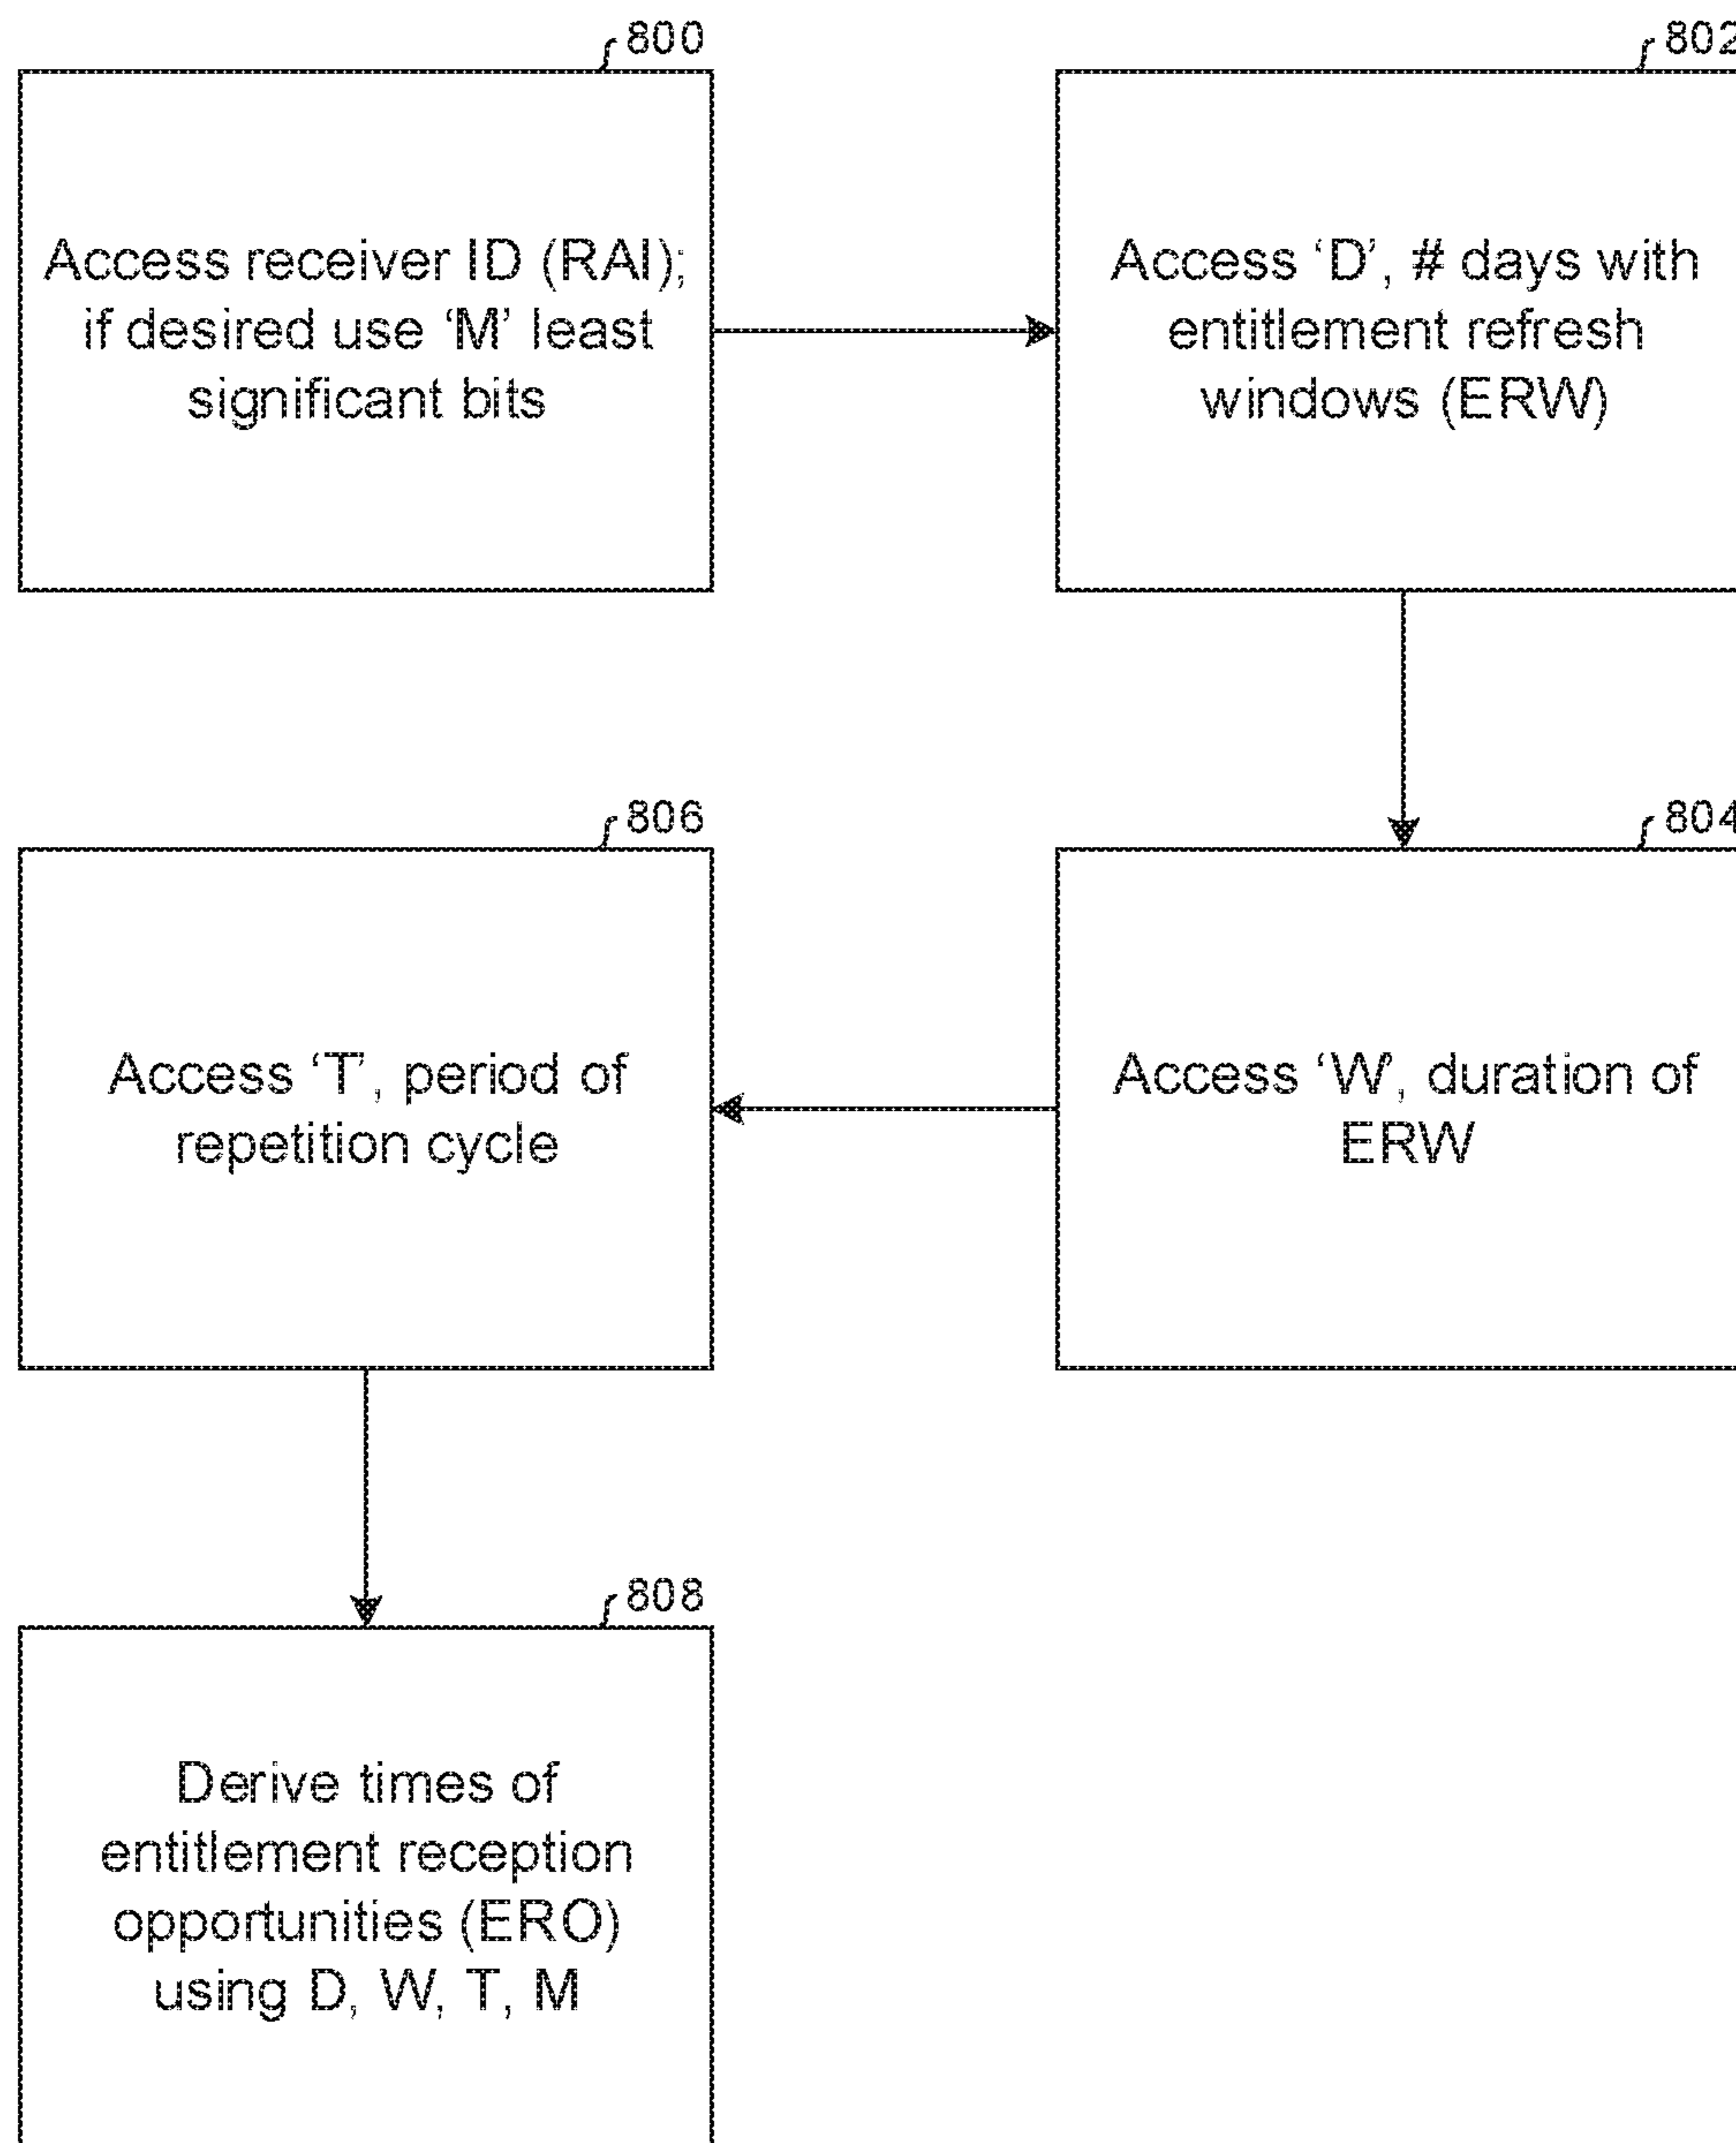 800
Access receiver ID (RAI);
if desired use ‘M’ least
significant bits
802
Access ‘D’, # days with
entitlement refresh
windows (ERW)
804
Access ‘W’, duration of
ERW
806
Access ‘T’, period of
repetition cycle
808
Derive times of
entitlement reception
opportunities (ERO)
using D, W, T, M